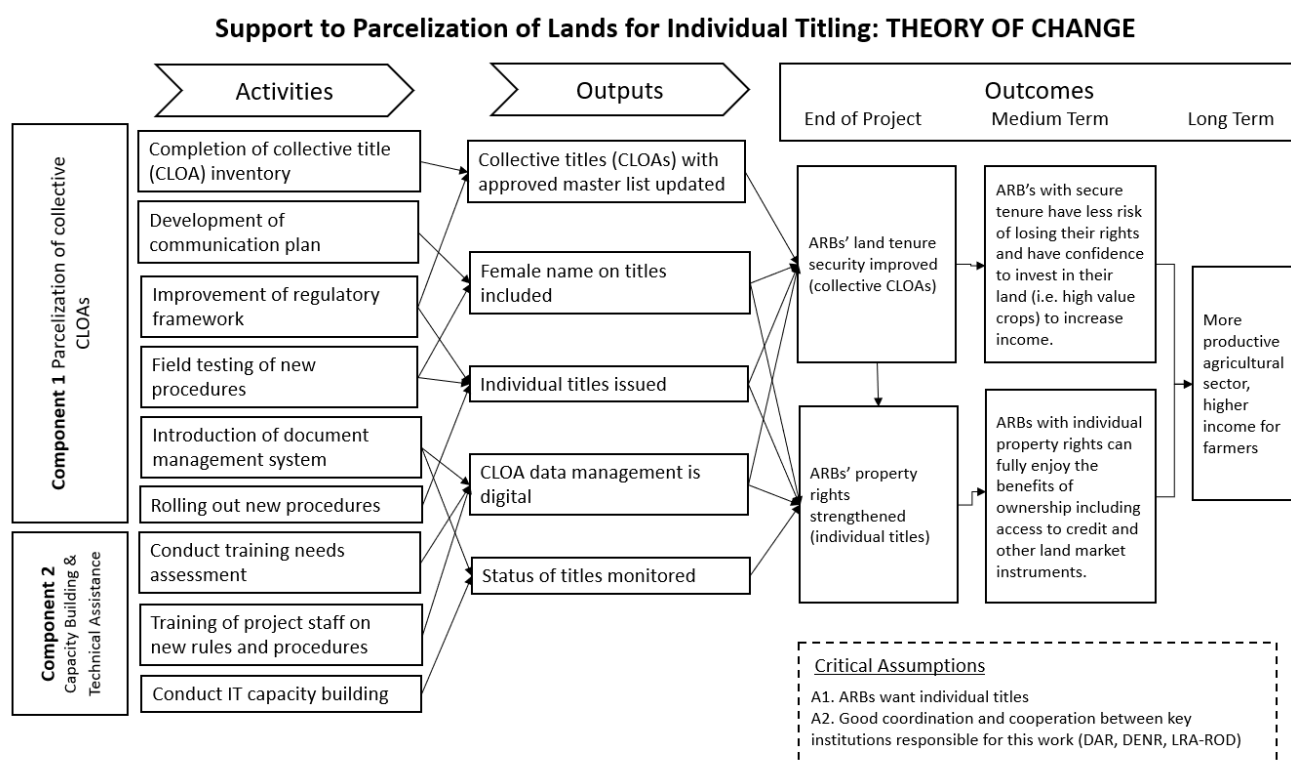 Support to Parcelization of Lands for Individual Titling: THEORY OF CHANGE
Activities
Outputs
Outcomes
End of Project
Medium Term
Long Term
Component 1 Parcelization of collective
CLOAs
Completion of collective title
(CLOA) inventory
Development of
communication plan
Improvement of regulatory
framework
Field testing of new
procedures
Introduction of document
management system
Rolling out new procedures
Component 2
Capacity Building &
Technical Assistance
Conduct training needs
assessment
Training of project staff on
new rules and procedures
Conduct IT capacity building
Collective titles (CLOAs) with
approved master list updated
Female name on titles
included
Individual titles issued
CLOA data management is
digital
Status of titles monitored
ARBs’ land tenure
security improved
(collective CLOAs)
ARBs’ property
rights
strengthened
(individual titles)
ARB’s with secure
tenure have less risk
of losing their rights
and have confidence
to invest in their
land (i.e. high value
crops) to increase
income.
ARBs with individual
property rights can
fully enjoy the
benefits of
ownership including
access to credit and
other land market
instruments.
More
productive
agricultural
sector,
higher
income for
farmers
Critical Assumptions
A1. ARBs want individual titles
A2. Good coordination and cooperation between key
institutions responsible for this work (DAR, DENR, LRA-ROD)